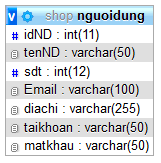 v shop nguoidung
# idND : int(11)
tenND : varchar(50)
# sdt : int(12)
Email : varchar(100)
diachi : varchar(255)
taikhoan : varchar(50)
matkhau : varchar(50)